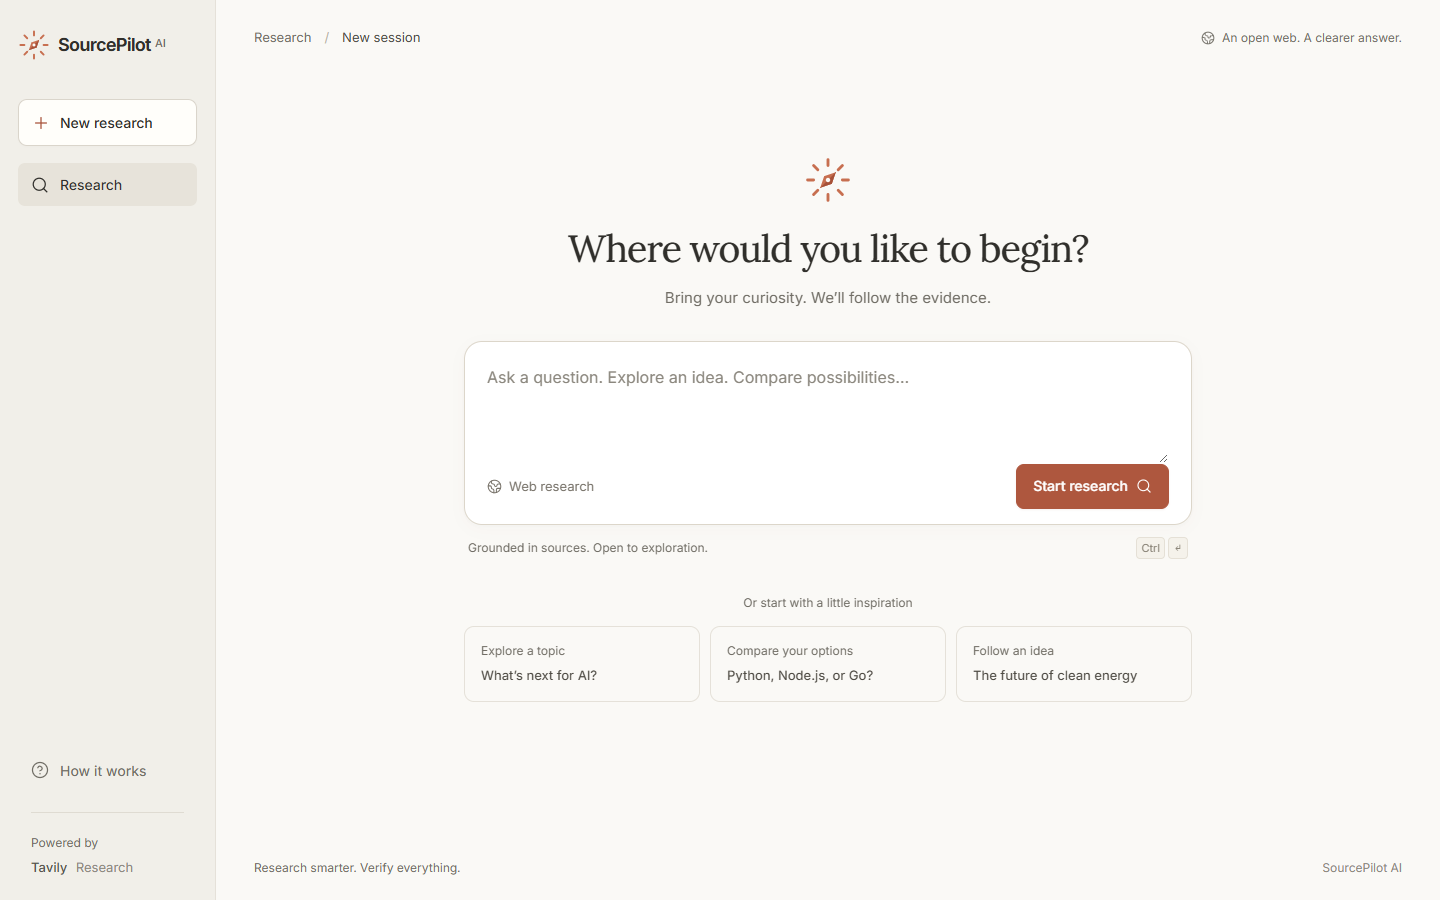 SourcePilot AI
New research
Research
How it works
Powered by
Tavily Research
Research / New session
An open web. A clearer answer.
Where would you like to begin?
Bring your curiosity. We’ll follow the evidence.
Ask a question. Explore an idea. Compare possibilities...
Web research
Start research
Grounded in sources. Open to exploration.
Ctrl ↵
Or start with a little inspiration
Explore a topic
What’s next for AI?
Compare your options
Python, Node.js, or Go?
Follow an idea
The future of clean energy
Research smarter. Verify everything.
SourcePilot AI